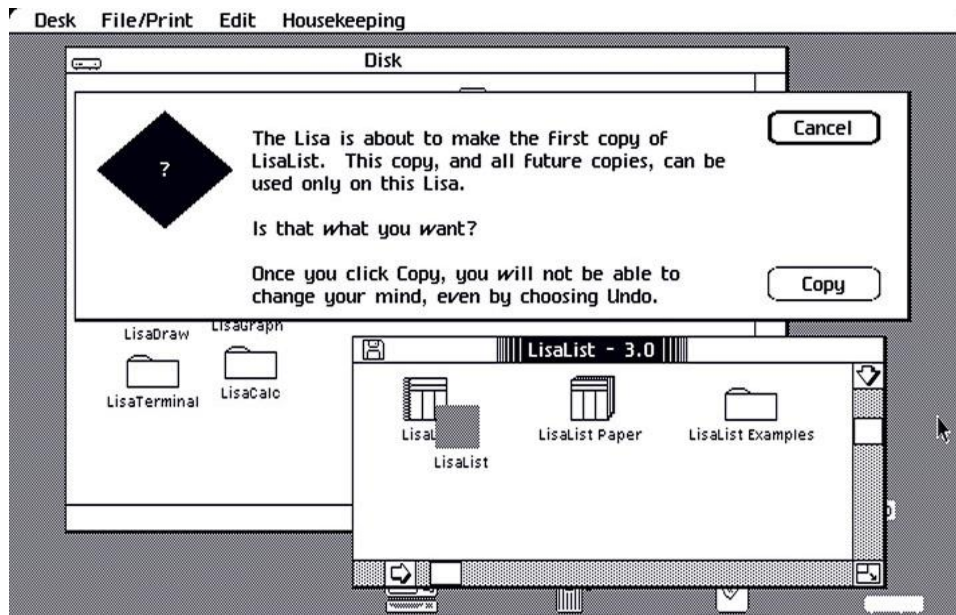 Desk File/Print Edit Housekeeping
Disk
?
The Lisa is about to make the first copy of
LisaList. This copy, and all future copies, can be
used only on this Lisa.
Is that what you want?
Once you click Copy, you will not be able to
change your mind, even by choosing Undo.
Cancel
Copy
LisaDraw LisaGraph
LisaTerminal LisaCalc
LisaList - 3.0
LisaList Paper LisaList Examples
LisaList